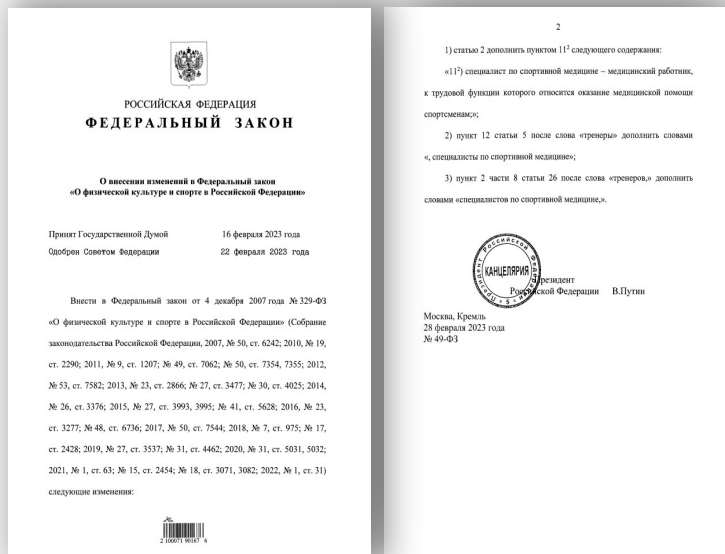 РОССИЙСКАЯ ФЕДЕРАЦИЯ
ФЕДЕРАЛЬНЫЙ ЗАКОН
О внесении изменений в Федеральный закон
«О физической культуре и спорте в Российской Федерации»
Принят Государственной Думой 16 февраля 2023 года
Одобрен Советом Федерации 22 февраля 2023 года
Внести в Федеральный закон от 4 декабря 2007 года № 329-ФЗ
«О физической культуре и спорте в Российской Федерации» (Собрание
законодательства Российской Федерации, 2007, № 50, ст. 6242; 2010, № 19,
ст. 2290; 2011, № 9, ст. 1207; № 49, ст. 7062; № 50, ст. 7354, 7355; 2012,
№ 53, ст. 7582; 2013, № 23, ст. 2866; № 27, ст. 3477; № 30, ст. 4025; 2014,
№ 26, ст. 3376; 2015, № 27, ст. 3993, 3995; № 41, ст. 5628; 2016, № 23,
ст. 3277; № 48, ст. 6736; 2017, № 50, ст. 7544; 2018, № 7, ст. 975; № 17,
ст. 2428; 2019, № 27, ст. 3537; № 31, ст. 4462; 2020, № 31, ст. 5031, 5032;
2021, № 1, ст. 63; № 15, ст. 2454; № 18, ст. 3071, 3082; 2022, № 1, ст. 31)
следующие изменения:
2 100071 90167 6
2
1) статью 2 дополнить пунктом 11² следующего содержания:
«11²) специалист по спортивной медицине – медицинский работник,
к трудовой функции которого относится оказание медицинской помощи
спортсменам;»;
2) пункт 12 статьи 5 после слова «тренеры» дополнить словами
«, специалисты по спортивной медицине»;
3) пункт 2 части 8 статьи 26 после слова «тренеров,» дополнить
словами «специалистов по спортивной медицине,».
Президент Российской Федерации
КАНЦЕЛЯРИЯ
5
Президент
Российской Федерации В.Путин
Москва, Кремль
28 февраля 2023 года
№ 49-ФЗ